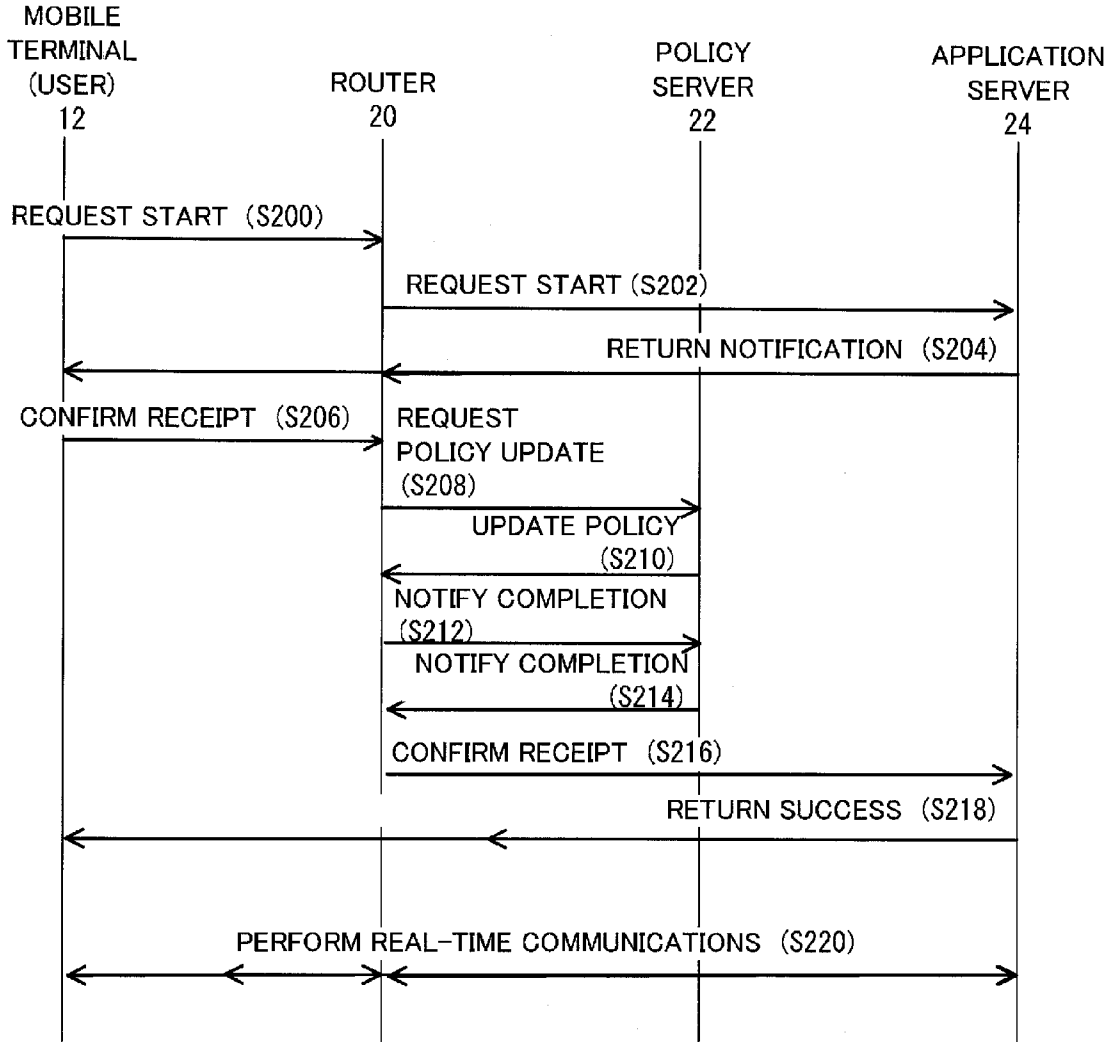 MOBILE
TERMINAL
(USER)
12
ROUTER
20
POLICY
SERVER
22
APPLICATION
SERVER
24
REQUEST START (S200)
REQUEST START (S202)
RETURN NOTIFICATION (S204)
CONFIRM RECEIPT (S206)
REQUEST
POLICY UPDATE
(S208)
UPDATE POLICY
(S210)
NOTIFY COMPLETION
(S212)
NOTIFY COMPLETION
(S214)
CONFIRM RECEIPT (S216)
RETURN SUCCESS (S218)
PERFORM REAL-TIME COMMUNICATIONS (S220)